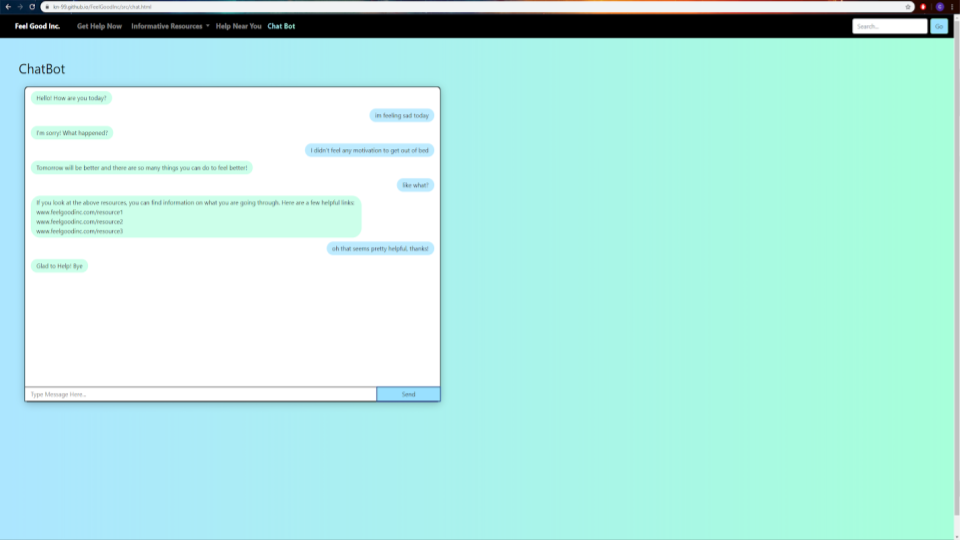 kri-99.github.io/FeelGoodInc/src/chat.html
Feel Good Inc. Get Help Now Informative Resources Help Near You Chat Bot Search... Go
ChatBot
Hello! How are you today?
im feeling sad today
I'm sorry! What happened?
I didn't feel any motivation to get out of bed
Tomorrow will be better and there are so many things you can do to feel better!
like what?
If you look at the above resources, you can find information on what you are going through. Here are a few helpful links:
www.feelgoodinc.com/resource1
www.feelgoodinc.com/resource2
www.feelgoodinc.com/resource3
oh that seems pretty helpful, thanks!
Glad to Help! Bye
Type Message Here...
Send